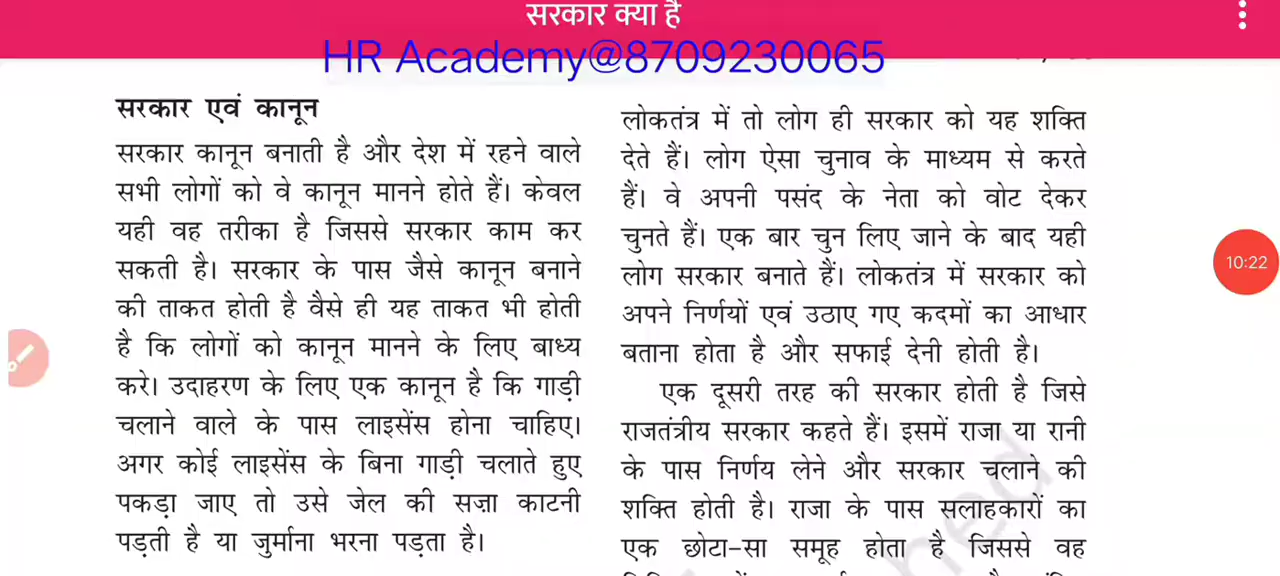 सरकार क्या है
HR Academy@8709230065
सरकार एवं कानून
सरकार कानून बनाती है और देश में रहने वाले
सभी लोगों को वे कानून मानने होते हैं। केवल
यही वह तरीका है जिससे सरकार काम कर
सकती है। सरकार के पास जैसे कानून बनाने
की ताकत होती है वैसे ही यह ताकत भी होती
है कि लोगों को कानून मानने के लिए बाध्य
करे। उदाहरण के लिए एक कानून है कि गाड़ी
चलाने वाले के पास लाइसेंस होना चाहिए।
अगर कोई लाइसेंस के बिना गाड़ी चलाते हुए
पकड़ा जाए तो उसे जेल की सज़ा काटनी
पड़ती है या जुर्माना भरना पड़ता है।
लोकतंत्र में तो लोग ही सरकार को यह शक्ति
देते हैं। लोग ऐसा चुनाव के माध्यम से करते
हैं। वे अपनी पसंद के नेता को वोट देकर
चुनते हैं। एक बार चुन लिए जाने के बाद यही
लोग सरकार बनाते हैं। लोकतंत्र में सरकार को
अपने निर्णयों एवं उठाए गए कदमों का आधार
बताना होता है और सफाई देनी होती है।
एक दूसरी तरह की सरकार होती है जिसे
राजतंत्रीय सरकार कहते हैं। इसमें राजा या रानी
के पास निर्णय लेने और सरकार चलाने की
शक्ति होती है। राजा के पास सलाहकारों का
एक छोटा-सा समूह होता है जिससे वह
10:22